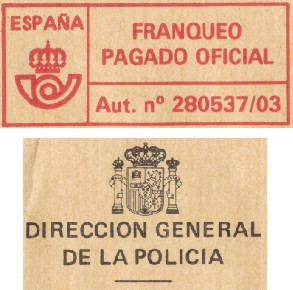 ESPAÑA
FRANQUEO
PAGADO OFICIAL
Aut. nº 280537/03
DIRECCION GENERAL
DE LA POLICIA